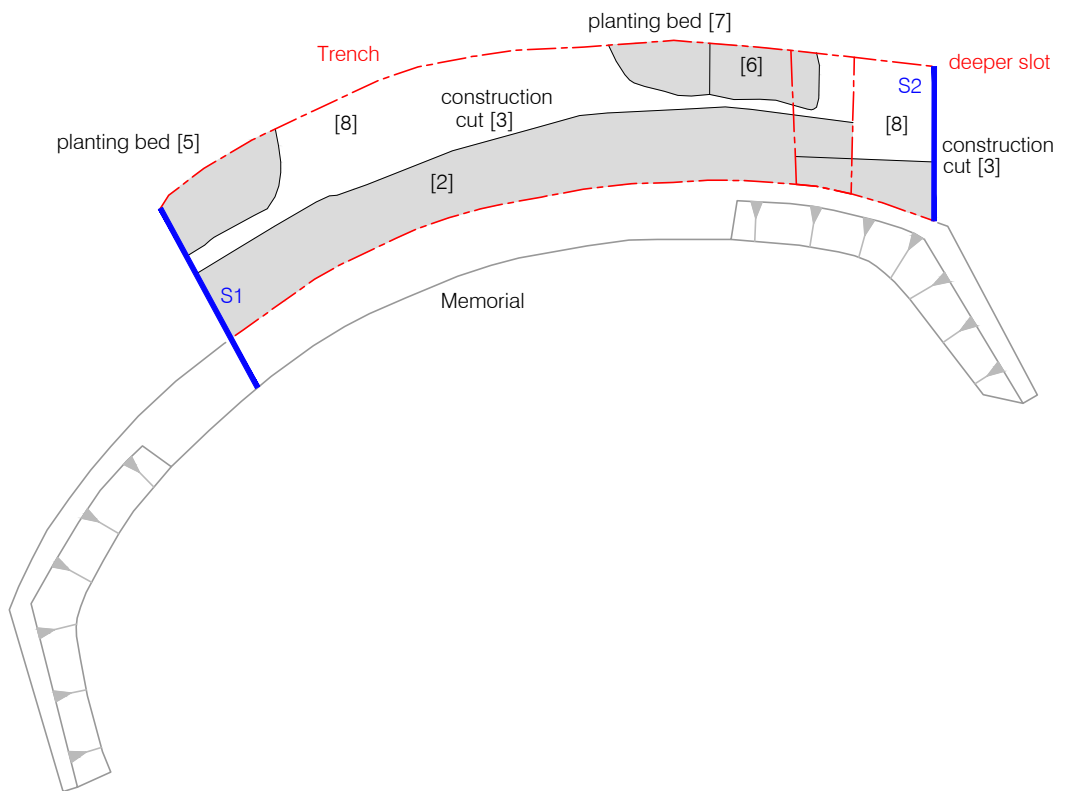 planting bed [7]
Trench
[6]
deeper slot
S2
construction
cut [3]
[8]
[8]
planting bed [5]
construction
cut [3]
[2]
S1
Memorial